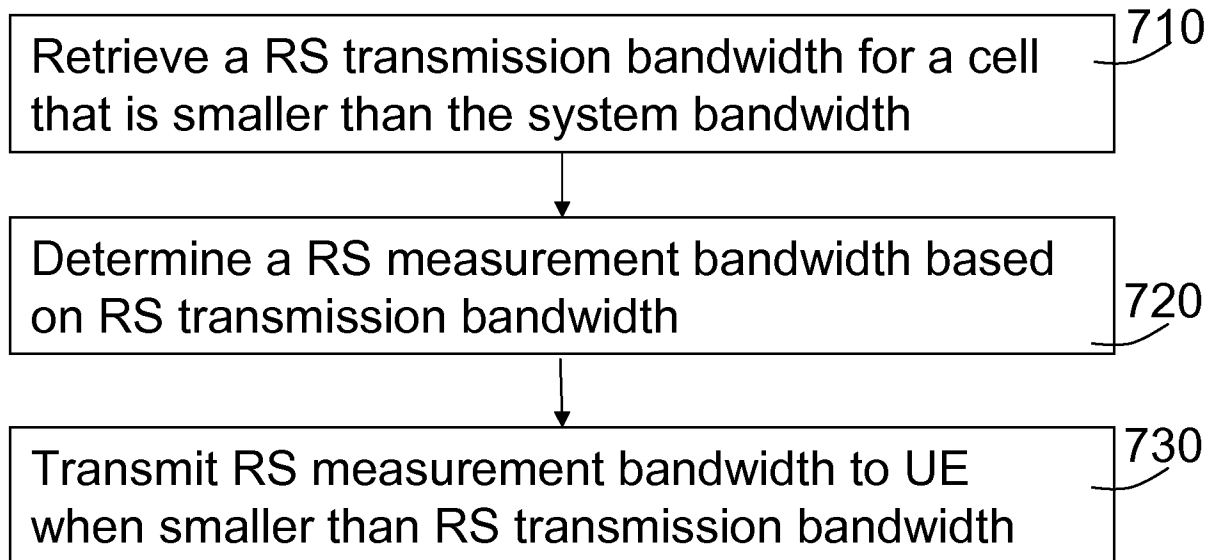 Retrieve a RS transmission bandwidth for a cell
that is smaller than the system bandwidth
710
Determine a RS measurement bandwidth based
on RS transmission bandwidth
720
Transmit RS measurement bandwidth to UE
when smaller than RS transmission bandwidth
730